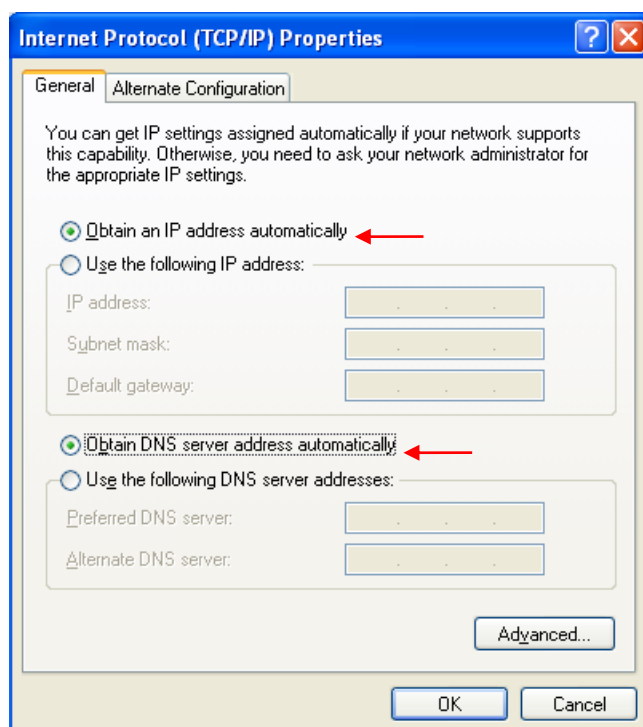 Internet Protocol (TCP/IP) Properties
General
Alternate Configuration
You can get IP settings assigned automatically if your network supports
this capability. Otherwise, you need to ask your network administrator for
the appropriate IP settings.
Obtain an IP address automatically
Use the following IP address:
IP address:
Subnet mask:
Default gateway:
Obtain DNS server address automatically
Use the following DNS server addresses:
Preferred DNS server:
Alternate DNS server:
Advanced...
OK
Cancel